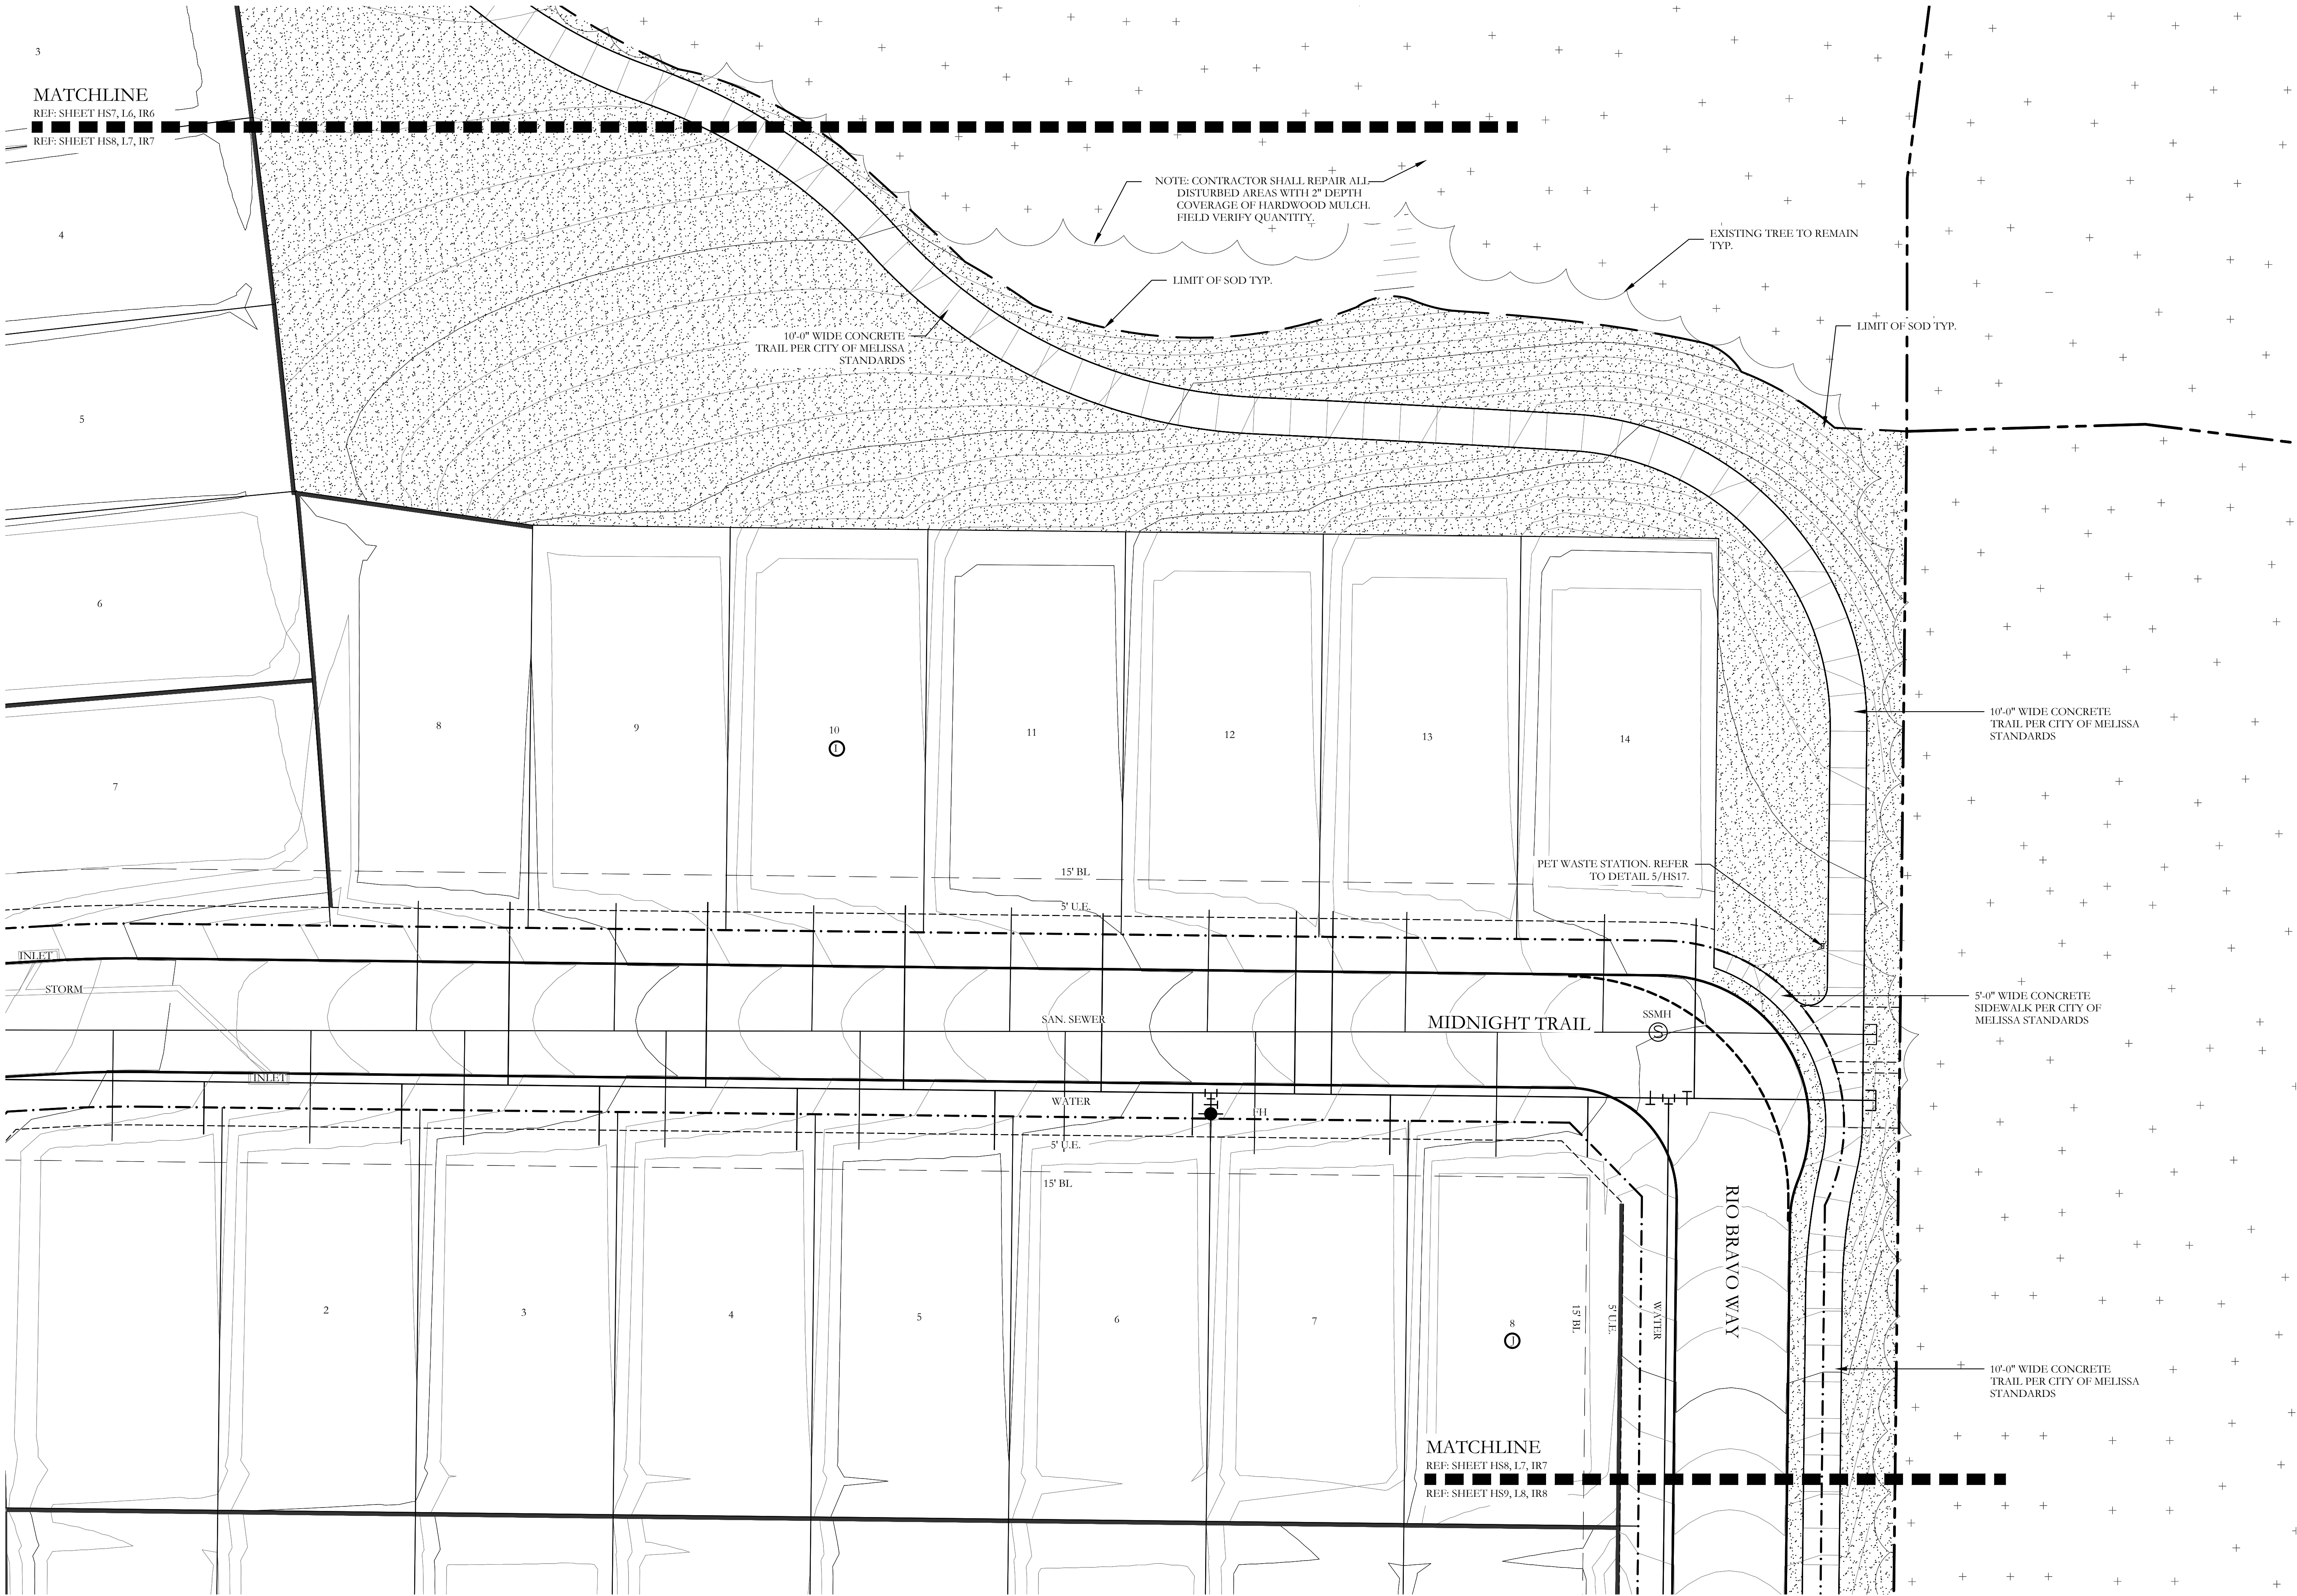 3
MATCHLINE
REF: SHEET HS7, L6, IR6
REF: SHEET HS8, L7, IR7
NOTE: CONTRACTOR SHALL REPAIR ALL
DISTURBED AREAS WITH 2" DEPTH
COVERAGE OF HARDWOOD MULCH.
FIELD VERIFY QUANTITY.
4
EXISTING TREE TO REMAIN
TYP.
LIMIT OF SOD TYP.
LIMIT OF SOD TYP.
10'-0" WIDE CONCRETE
TRAIL PER CITY OF MELISSA
STANDARDS
5
6
10'-0" WIDE CONCRETE
TRAIL PER CITY OF MELISSA
STANDARDS
8
9
10
1
11
12
13
14
7
PET WASTE STATION. REFER
TO DETAIL 5/HS17.
15' BL
5' U.E.
INLET
STORM
5'-0" WIDE CONCRETE
SIDEWALK PER CITY OF
MELISSA STANDARDS
SAN. SEWER
MIDNIGHT TRAIL
SSMH
S
INLET
WATER
FH
5' U.E.
15' BL
RIO BRAVO WAY
2
3
4
5
6
7
8
J
15' BL
5' U.E.
WATER
10'-0" WIDE CONCRETE
TRAIL PER CITY OF MELISSA
STANDARDS
MATCHLINE
REF: SHEET HS8, L7, IR7
REF: SHEET HS9, L8, IR8